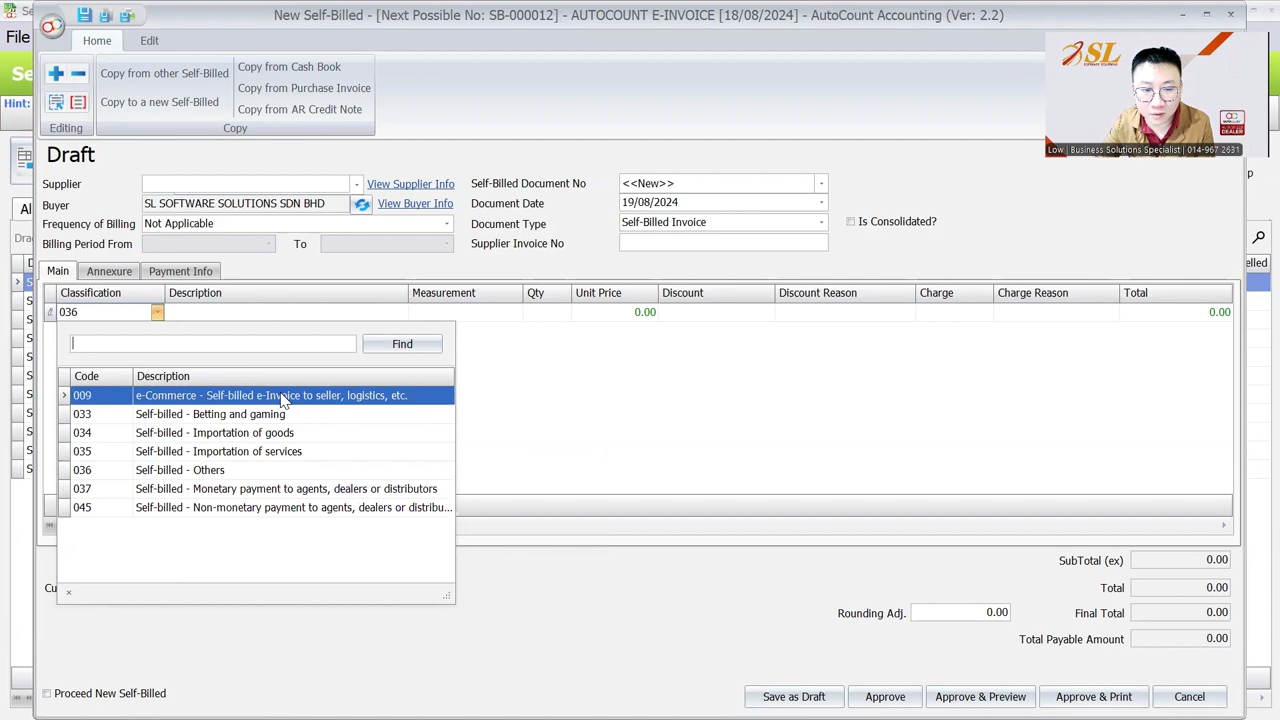 New Self-Billed - [Next Possible No: SB-000012] - AUTOCOUNT E-INVOICE [18/08/2024] - AutoCount Accounting (Ver: 2.2)
File
Home
Edit
Se
Hint:
Copy from other Self-Billed
Copy to a new Self-Billed
Copy from Cash Book
Copy from Purchase Invoice
Copy from AR Credit Note
Editing
Copy
SL
Low | Business Solutions Specialist | 014-967 2631
Draft
Supplier
View Supplier Info
Self-Billed Document No
<<New>>
Buyer
SL SOFTWARE SOLUTIONS SDN BHD
View Buyer Info
Document Date
19/08/2024
Frequency of Billing
Not Applicable
Document Type
Self-Billed Invoice
Is Consolidated?
Billing Period From
To
Supplier Invoice No
Main
Annexure
Payment Info
Classification
Description
Measurement
Qty
Unit Price
Discount
Discount Reason
Charge
Charge Reason
Total
036
0.00
0.00
Find
Code
Description
009
e-Commerce - Self-billed e-Invoice to seller, logistics, etc.
033
Self-billed - Betting and gaming
034
Self-billed - Importation of goods
035
Self-billed - Importation of services
036
Self-billed - Others
037
Self-billed - Monetary payment to agents, dealers or distributors
045
Self-billed - Non-monetary payment to agents, dealers or distribu...
SubTotal (ex)
0.00
Total
0.00
Rounding Adj.
0.00
Final Total
0.00
Total Payable Amount
0.00
Proceed New Self-Billed
Save as Draft
Approve
Approve & Preview
Approve & Print
Cancel